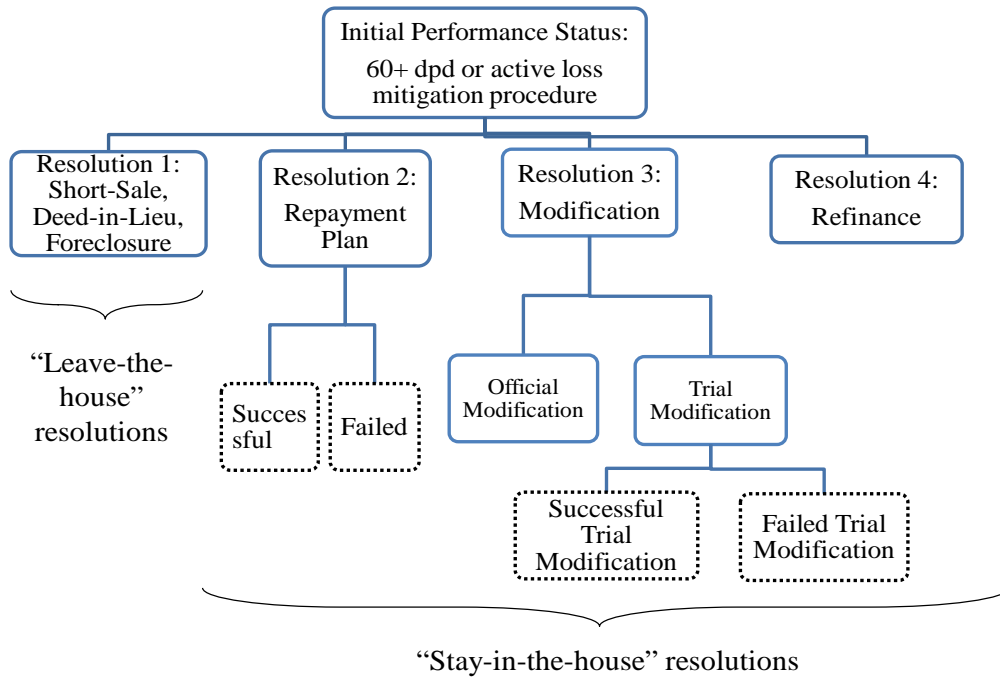 Initial Performance Status:
60+ dpd or active loss
mitigation procedure
Resolution 1:
Short-Sale,
Deed-in-Lieu,
Foreclosure
Resolution 2:
Repayment
Plan
Resolution 3:
Modification
Resolution 4:
Refinance
“Leave-the-
house”
resolutions
Succes
sful
Failed
Official
Modification
Trial
Modification
Successful
Trial
Modification
Failed Trial
Modification
“Stay-in-the-house” resolutions